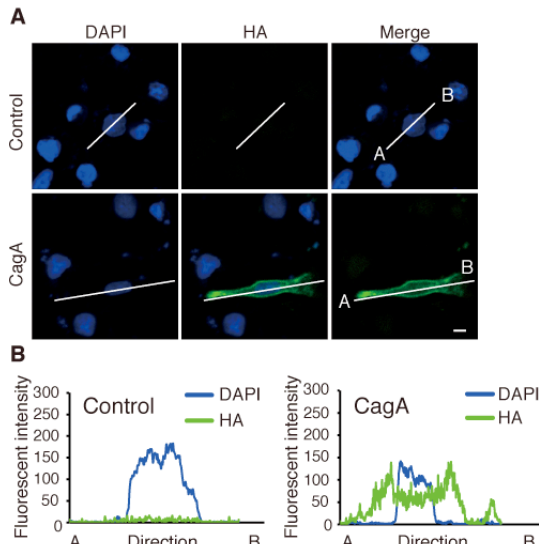 A
DAPI HA Merge
Control
B
A
CagA
B
A
B
Fluorescent intensity
300
250
200
150
100
50
0
Control
DAPI
HA
A Direction B
Fluorescent intensity
300
250
200
150
100
50
0
CagA
DAPI
HA
A Direction B